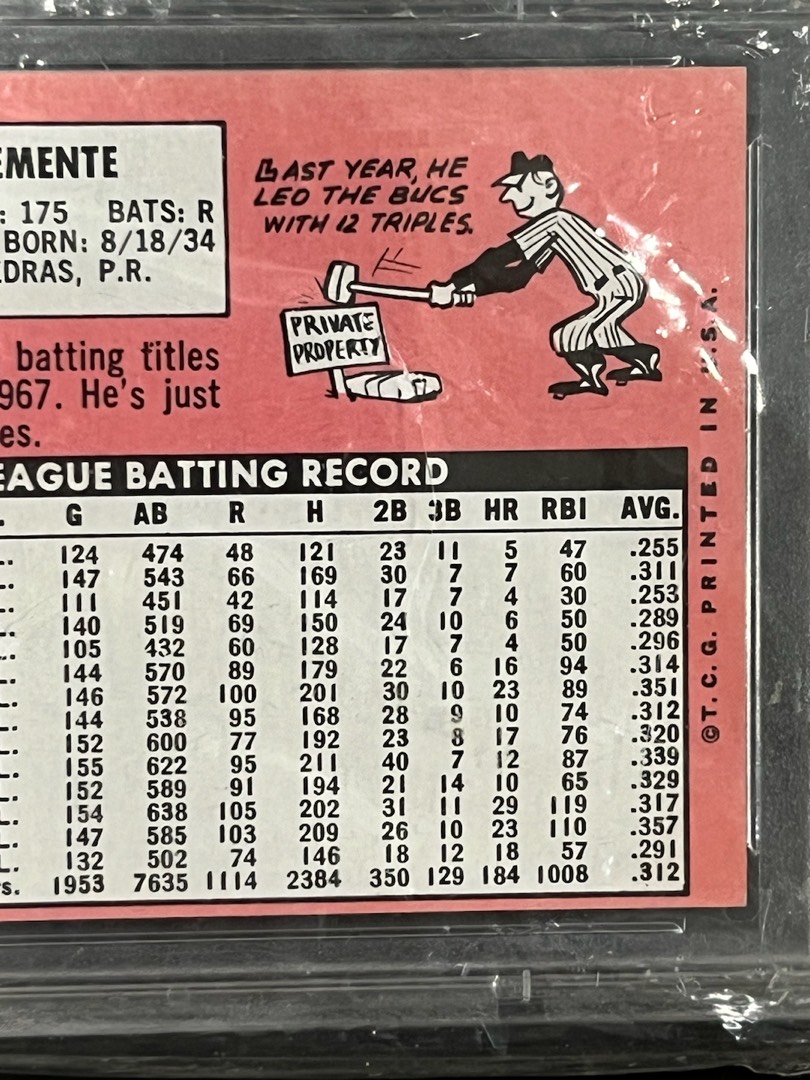 EMENTE
: 175 BATS: R
BORN: 8/18/34
EDRAS, P.R.
LAST YEAR, HE
LED THE BUCS
WITH 12 TRIPLES.
PRIVATE
PROPERTY
batting titles
967. He's just
es.
EAGUE BATTING RECORD
G AB R H 2B 3B HR RBI AVG.
124 474 48 121 23 11 5 47 .255
147 543 66 169 30 7 7 60 .311
111 451 42 114 17 7 4 30 .253
140 519 69 150 24 10 6 50 .289
105 432 60 128 17 7 4 50 .296
144 570 89 179 22 6 16 94 .314
146 572 100 201 30 10 23 89 .351
144 538 95 168 28 9 10 74 .312
152 600 77 192 23 8 17 76 .320
155 622 95 211 40 7 12 87 .339
152 589 91 194 21 14 10 65 .329
154 638 105 202 31 11 29 119 .317
147 585 103 209 26 10 23 110 .357
L. 132 502 74 146 18 12 18 57 .291
s. 1953 7635 1114 2384 350 129 184 1008 .312
©T.C.G. PRINTED IN U.S.A.